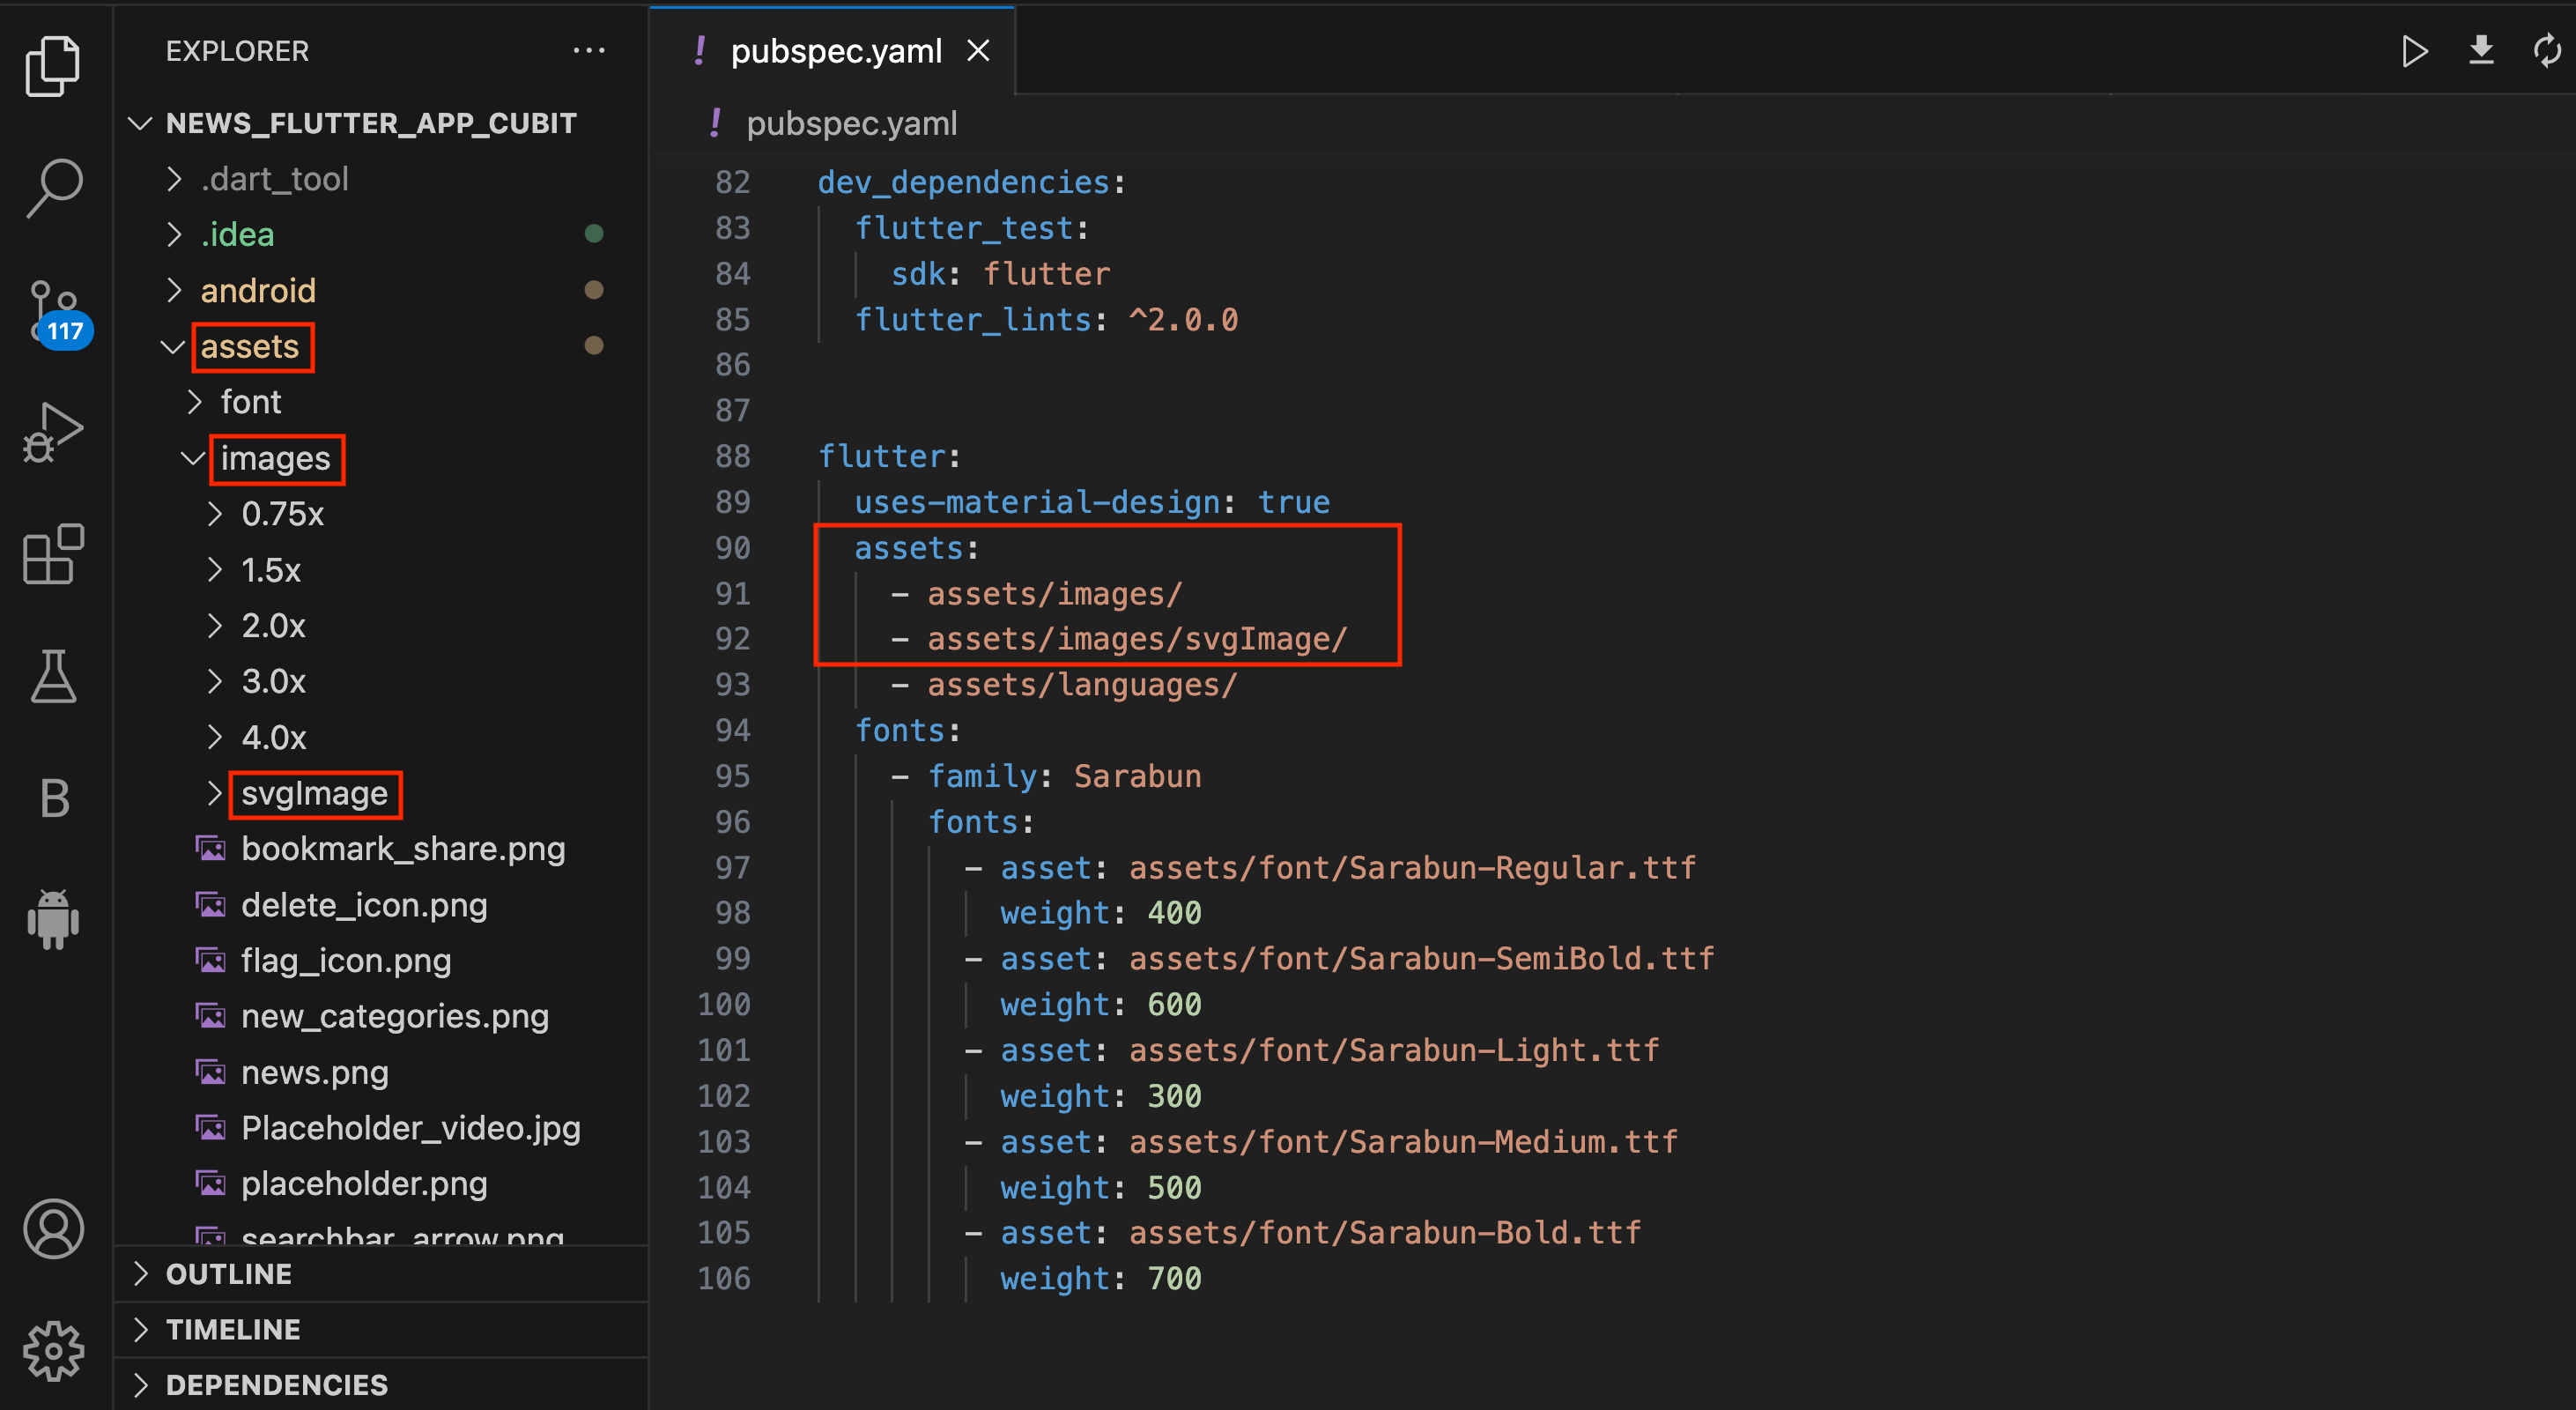 EXPLORER
NEWS_FLUTTER_APP_CUBIT
.dart_tool
.idea
android
assets
font
images
0.75x
1.5x
2.0x
3.0x
4.0x
svgImage
bookmark_share.png
delete_icon.png
flag_icon.png
new_categories.png
news.png
Placeholder_video.jpg
placeholder.png
searchbar_arrow.png
OUTLINE
TIMELINE
DEPENDENCIES
117
B
! pubspec.yaml
! pubspec.yaml
82 dev_dependencies:
83 flutter_test:
84 sdk: flutter
85 flutter_lints: ^2.0.0
86
87
88 flutter:
89 uses-material-design: true
90 assets:
91 - assets/images/
92 - assets/images/svgImage/
93 - assets/languages/
94 fonts:
95 - family: Sarabun
96 fonts:
97 - asset: assets/font/Sarabun-Regular.ttf
98 weight: 400
99 - asset: assets/font/Sarabun-SemiBold.ttf
100 weight: 600
101 - asset: assets/font/Sarabun-Light.ttf
102 weight: 300
103 - asset: assets/font/Sarabun-Medium.ttf
104 weight: 500
105 - asset: assets/font/Sarabun-Bold.ttf
106 weight: 700